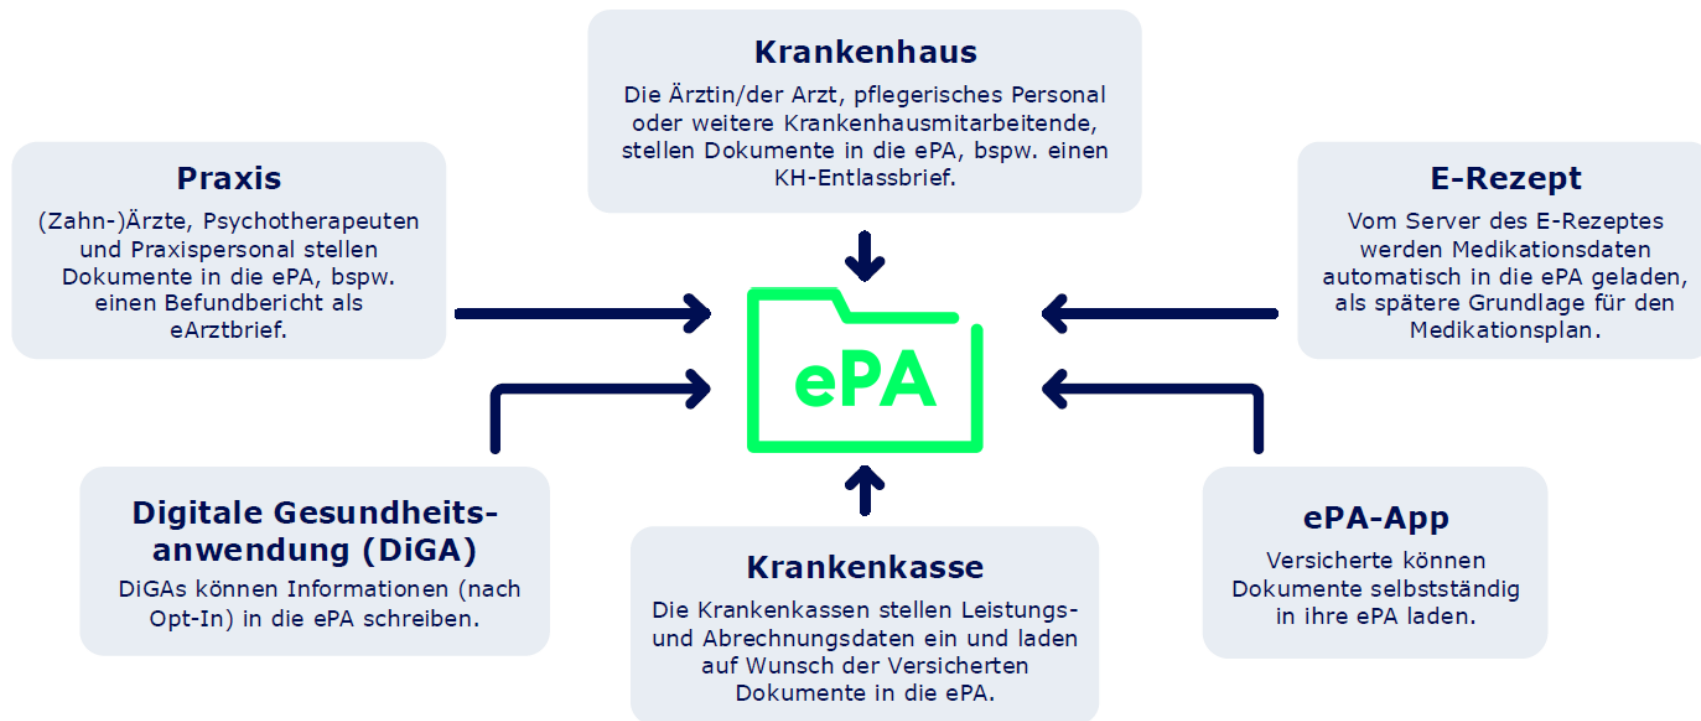 Krankenhaus
Die Ärztin/der Arzt, pflegerisches Personal
oder weitere Krankenhausmitarbeitende,
stellen Dokumente in die ePA, bspw. einen
KH-Entlassbrief.
Praxis
(Zahn-)Ärzte, Psychotherapeuten
und Praxispersonal stellen
Dokumente in die ePA, bspw.
einen Befundbericht als
eArztbrief.
E-Rezept
Vom Server des E-Rezeptes
werden Medikationsdaten
automatisch in die ePA geladen,
als spätere Grundlage für den
Medikationsplan.
ePA
Digitale Gesundheits-
anwendung (DiGA)
DiGAs können Informationen (nach
Opt-In) in die ePA schreiben.
Krankenkasse
Die Krankenkassen stellen Leistungs-
und Abrechnungsdaten ein und laden
auf Wunsch der Versicherten
Dokumente in die ePA.
ePA-App
Versicherte können
Dokumente selbstständig
in ihre ePA laden.